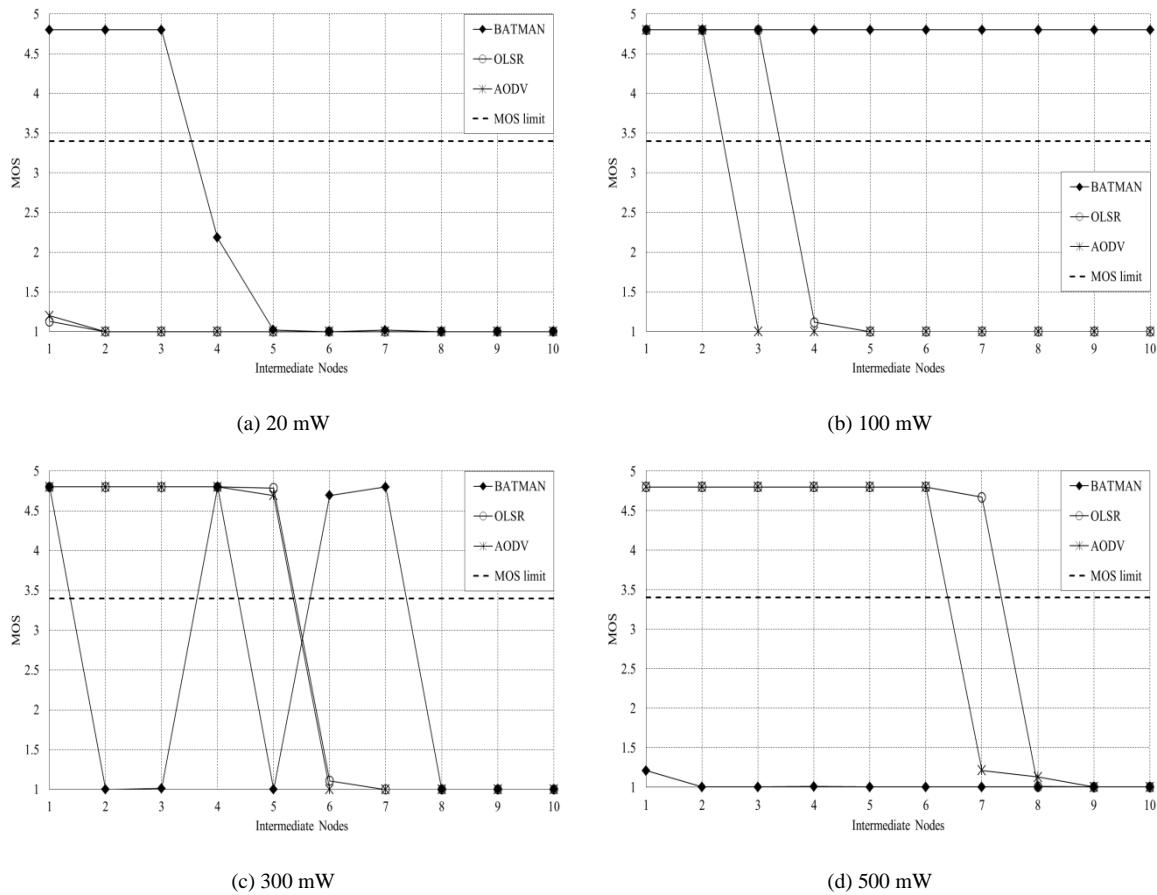 5
4.5
4
3.5
3
2.5
2
1.5
1
MOS
1 2 3 4 5 6 7 8 9 10
Intermediate Nodes
BATMAN
OLSR
AODV
MOS limit
(a) 20 mW
5
4.5
4
3.5
3
2.5
2
1.5
1
MOS
1 2 3 4 5 6 7 8 9 10
Intermediate Nodes
BATMAN
OLSR
AODV
MOS limit
(b) 100 mW
5
4.5
4
3.5
3
2.5
2
1.5
1
MOS
1 2 3 4 5 6 7 8 9 10
Intermediate Nodes
BATMAN
OLSR
AODV
MOS limit
(c) 300 mW
5
4.5
4
3.5
3
2.5
2
1.5
1
MOS
1 2 3 4 5 6 7 8 9 10
Intermediate Nodes
BATMAN
OLSR
AODV
MOS limit
(d) 500 mW